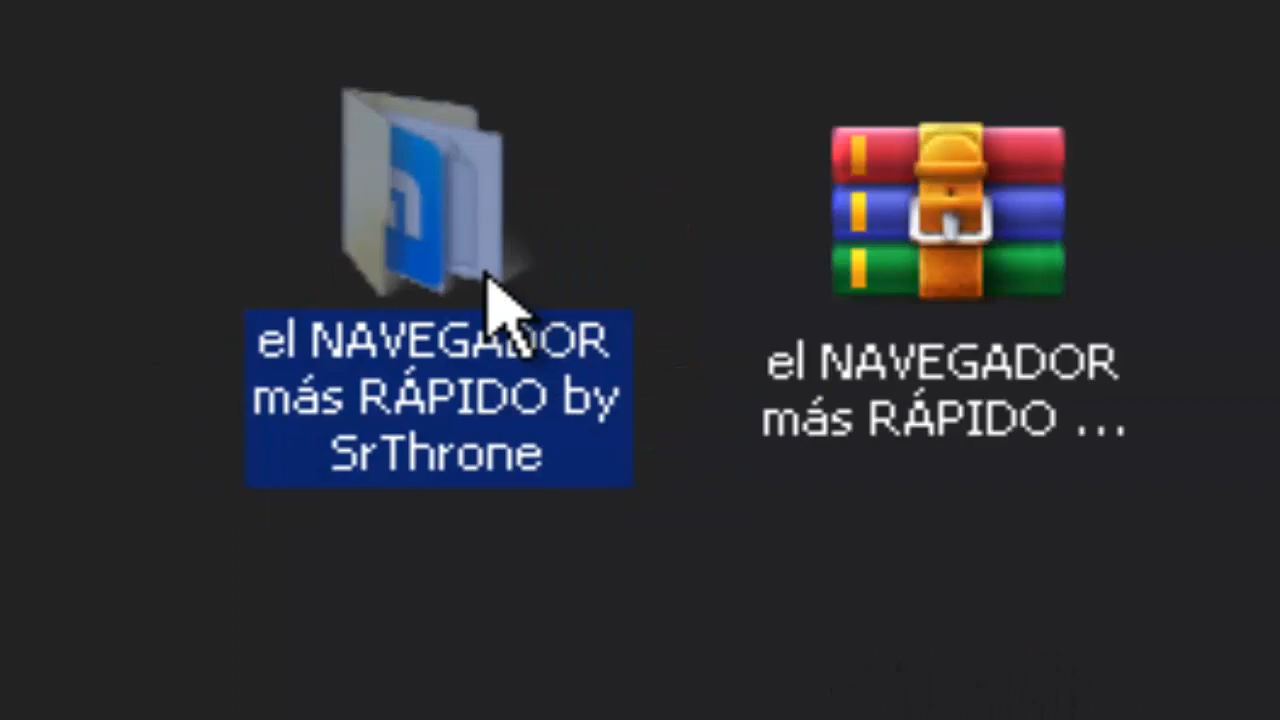 el NAVEGADOR
más RÁPIDO by
SrThrone
el NAVEGADOR
más RÁPIDO ...